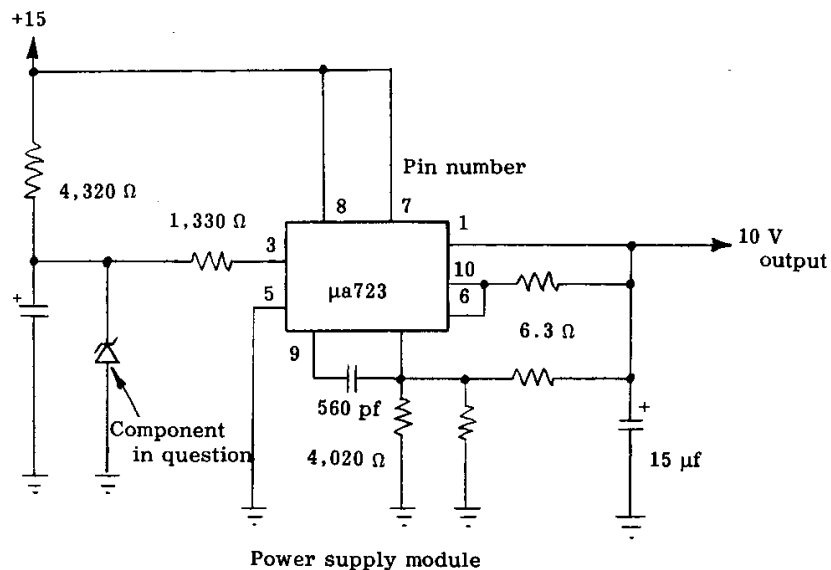 +15
Pin number
4,320 Ω
1,330 Ω
8
7
3
1
10 V
output
10
5
μa723
6
6.3 Ω
9
+
+
560 pf
Component
in question
4,020 Ω
15 μf
Power supply module